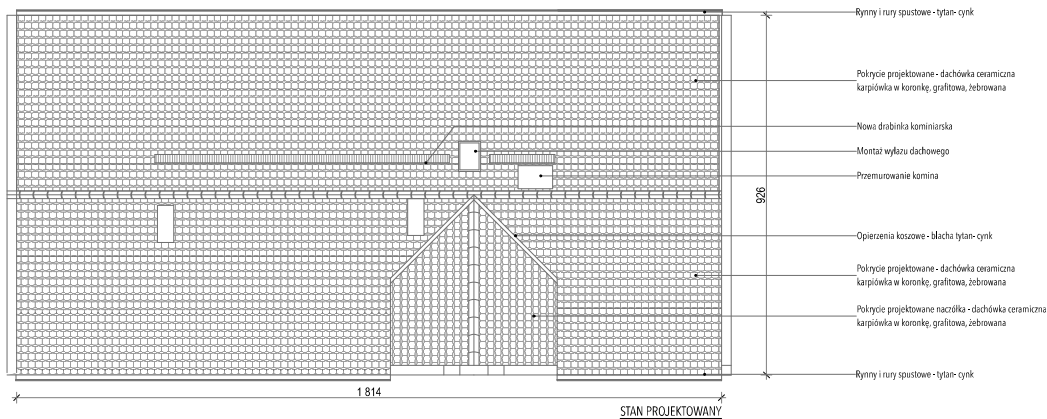 Rynny i rury spustowe - tytan- cynk
Pokrycie projektowane - dachówka ceramiczna
karpiówka w koronkę, grafitowa, żebrowana
Nowa drabinka kominiarska
Montaż wyłazu dachowego
Przemurowanie komina
926
Opierzenia koszowe - blacha tytan- cynk
Pokrycie projektowane - dachówka ceramiczna
karpiówka w koronkę, grafitowa, żebrowana
Pokrycie projektowane naczółka - dachówka ceramiczna
karpiówka w koronkę, grafitowa, żebrowana
Rynny i rury spustowe - tytan- cynk
1 814
STAN PROJEKTOWANY